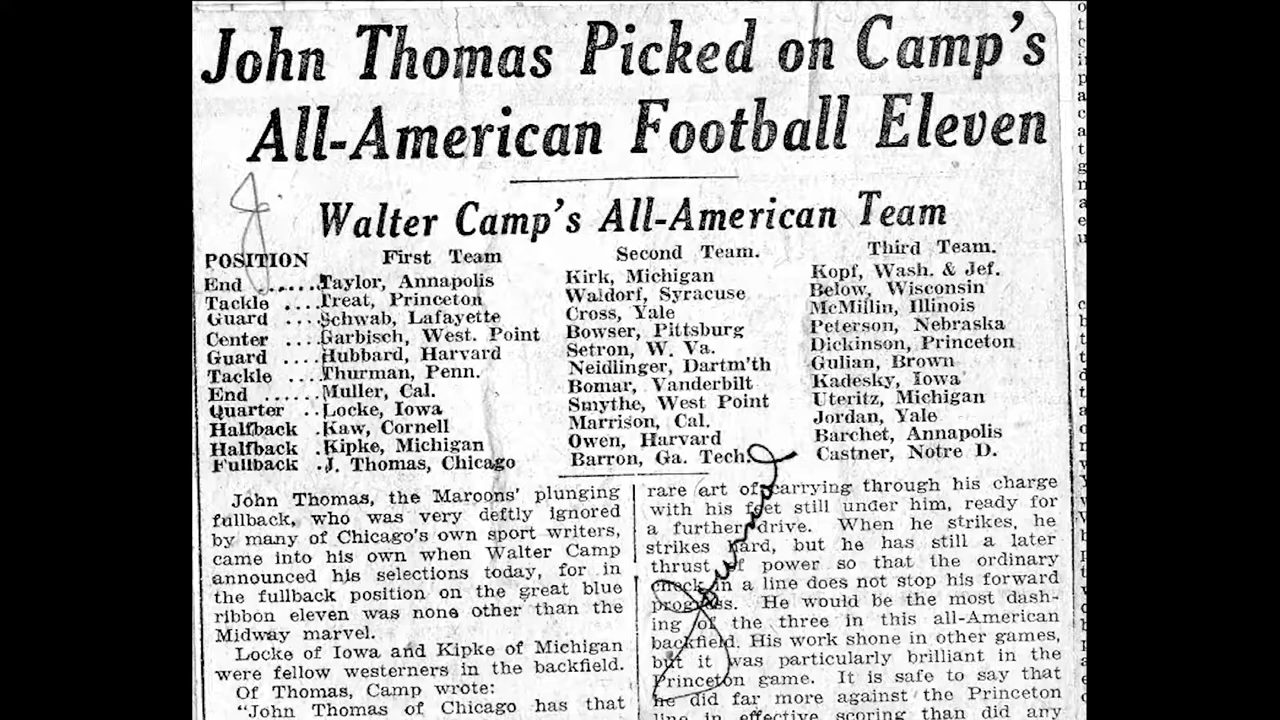 John Thomas Picked on Camp's
All-American Football Eleven
Walter Camp's All-American Team
POSITION First Team Second Team. Third Team.
End ...... Taylor, Annapolis Kirk, Michigan Kopf, Wash. & Jef.
Tackle .... Treat, Princeton Waldorf, Syracuse Below, Wisconsin
Guard .... Schwab, Lafayette Cross, Yale McMillin, Illinois
Center .... Garbisch, West. Point Bowser, Pittsburg Peterson, Nebraska
Guard .... Hubbard, Harvard Setron, W. Va. Dickinson, Princeton
Tackle .... Thurman, Penn. Neidlinger, Dartm'th Gulian, Brown
End ...... Muller, Cal. Bomar, Vanderbilt Kadesky, Iowa
Quarter .. Locke, Iowa Smythe, West Point Uteritz, Michigan
Halfback . Kaw, Cornell Marrison, Cal. Jordan, Yale
Halfback . Kipke, Michigan Owen, Harvard Barchet, Annapolis
Fullback . J. Thomas, Chicago Barron, Ga. Tech. Castner, Notre D.
John Thomas, the Maroons' plunging
fullback, who was very deftly ignored
by many of Chicago's own sport writers,
came into his own when Walter Camp
announced his selections today, for in
the fullback position on the great blue
ribbon eleven was none other than the
Midway marvel.
Locke of Iowa and Kipke of Michigan
were fellow westerners in the backfield.
Of Thomas, Camp wrote:
"John Thomas of Chicago has that
rare art of carrying through his charge
with his feet still under him, ready for
a further drive. When he strikes, he
strikes hard, but he has still a later
thrust of power so that the ordinary
check in a line does not stop his forward
progress. He would be the most dash-
ing of the three in this all-American
backfield. His work shone in other games,
but it was particularly brilliant in the
Princeton game. It is safe to say that
he did far more against the Princeton
line in effective scoring than did any
Journal